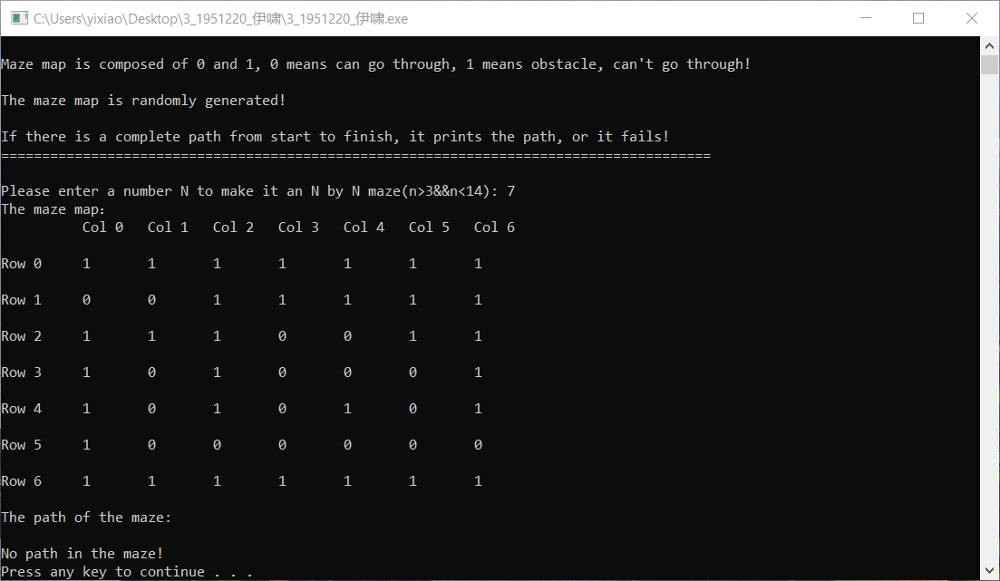 C:\Users\yixiao\Desktop\3_1951220_伊啸\3_1951220_伊啸.exe
Maze map is composed of 0 and 1, 0 means can go through, 1 means obstacle, can't go through!
The maze map is randomly generated!
If there is a complete path from start to finish, it prints the path, or it fails!
=======================================================================================
Please enter a number N to make it an N by N maze(n>3&&n<14): 7
The maze map:
Col 0 Col 1 Col 2 Col 3 Col 4 Col 5 Col 6
Row 0 1 1 1 1 1 1 1
Row 1 0 0 1 1 1 1 1
Row 2 1 1 1 0 0 1 1
Row 3 1 0 1 0 0 0 1
Row 4 1 0 1 0 1 0 1
Row 5 1 0 0 0 0 0 0
Row 6 1 1 1 1 1 1 1
The path of the maze:
No path in the maze!
Press any key to continue . . .